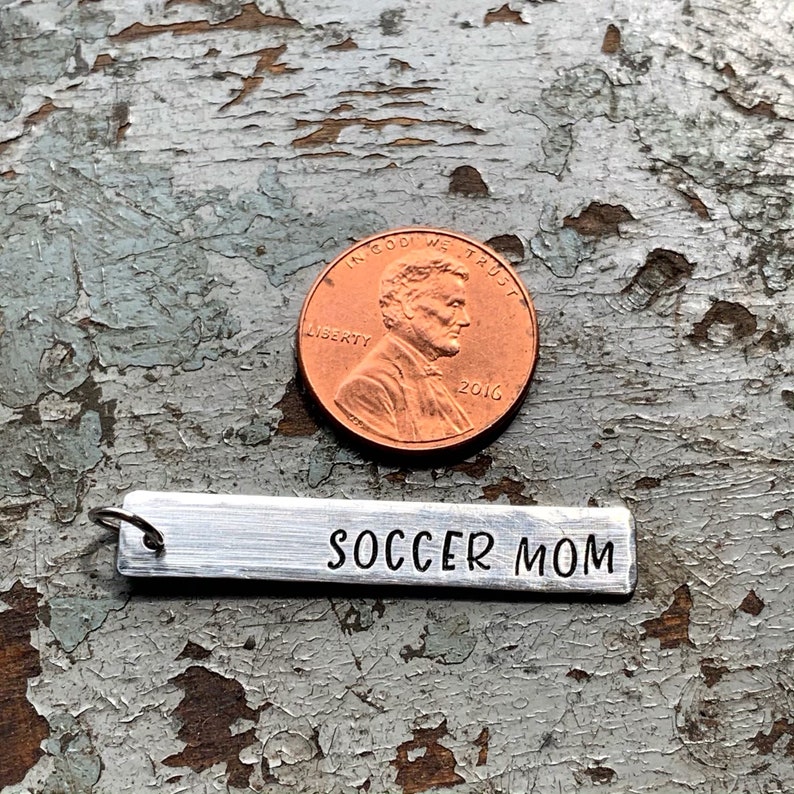 IN GOD WE TRUST
LIBERTY
2016
SOCCER MOM